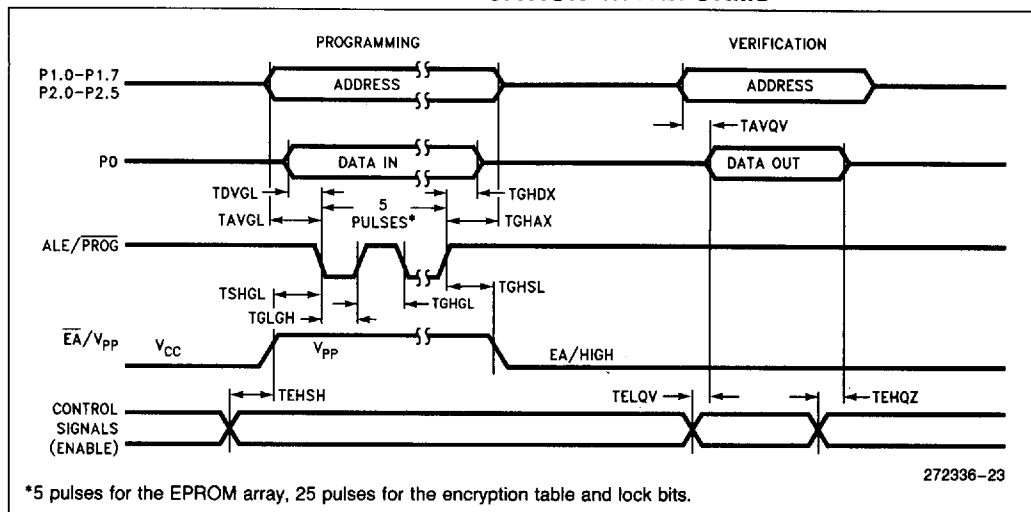 PROGRAMMING
VERIFICATION
P1.0–P1.7
P2.0–P2.5
ADDRESS
ADDRESS
TAVQV
P0
DATA IN
DATA OUT
TDVGL
5
PULSES*
TGHDX
TAVGL
TGHAX
ALE/PROG
TSHGL
TGHGL
TGHSL
TGLGH
EA/VPP
VCC
VPP
EA/HIGH
TEHSH
TELQV
TEHQZ
CONTROL
SIGNALS
(ENABLE)
272336–23
*5 pulses for the EPROM array, 25 pulses for the encryption table and lock bits.